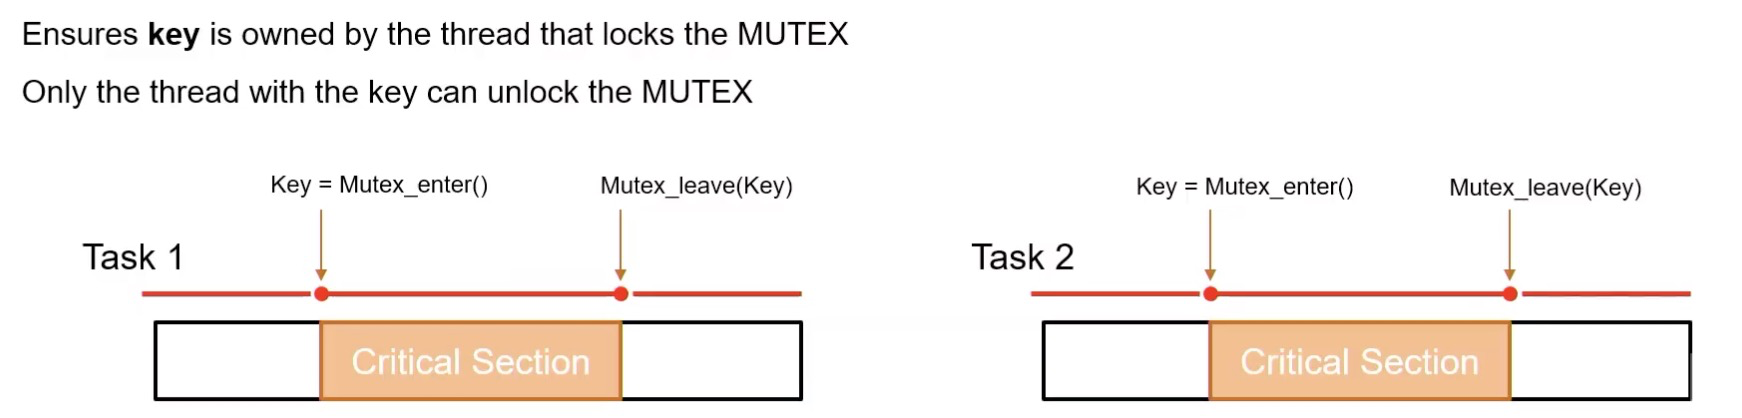 Ensures key is owned by the thread that locks the MUTEX
Only the thread with the key can unlock the MUTEX
Key = Mutex_enter()
Mutex_leave(Key)
Task 1
Critical Section
Key = Mutex_enter()
Mutex_leave(Key)
Task 2
Critical Section